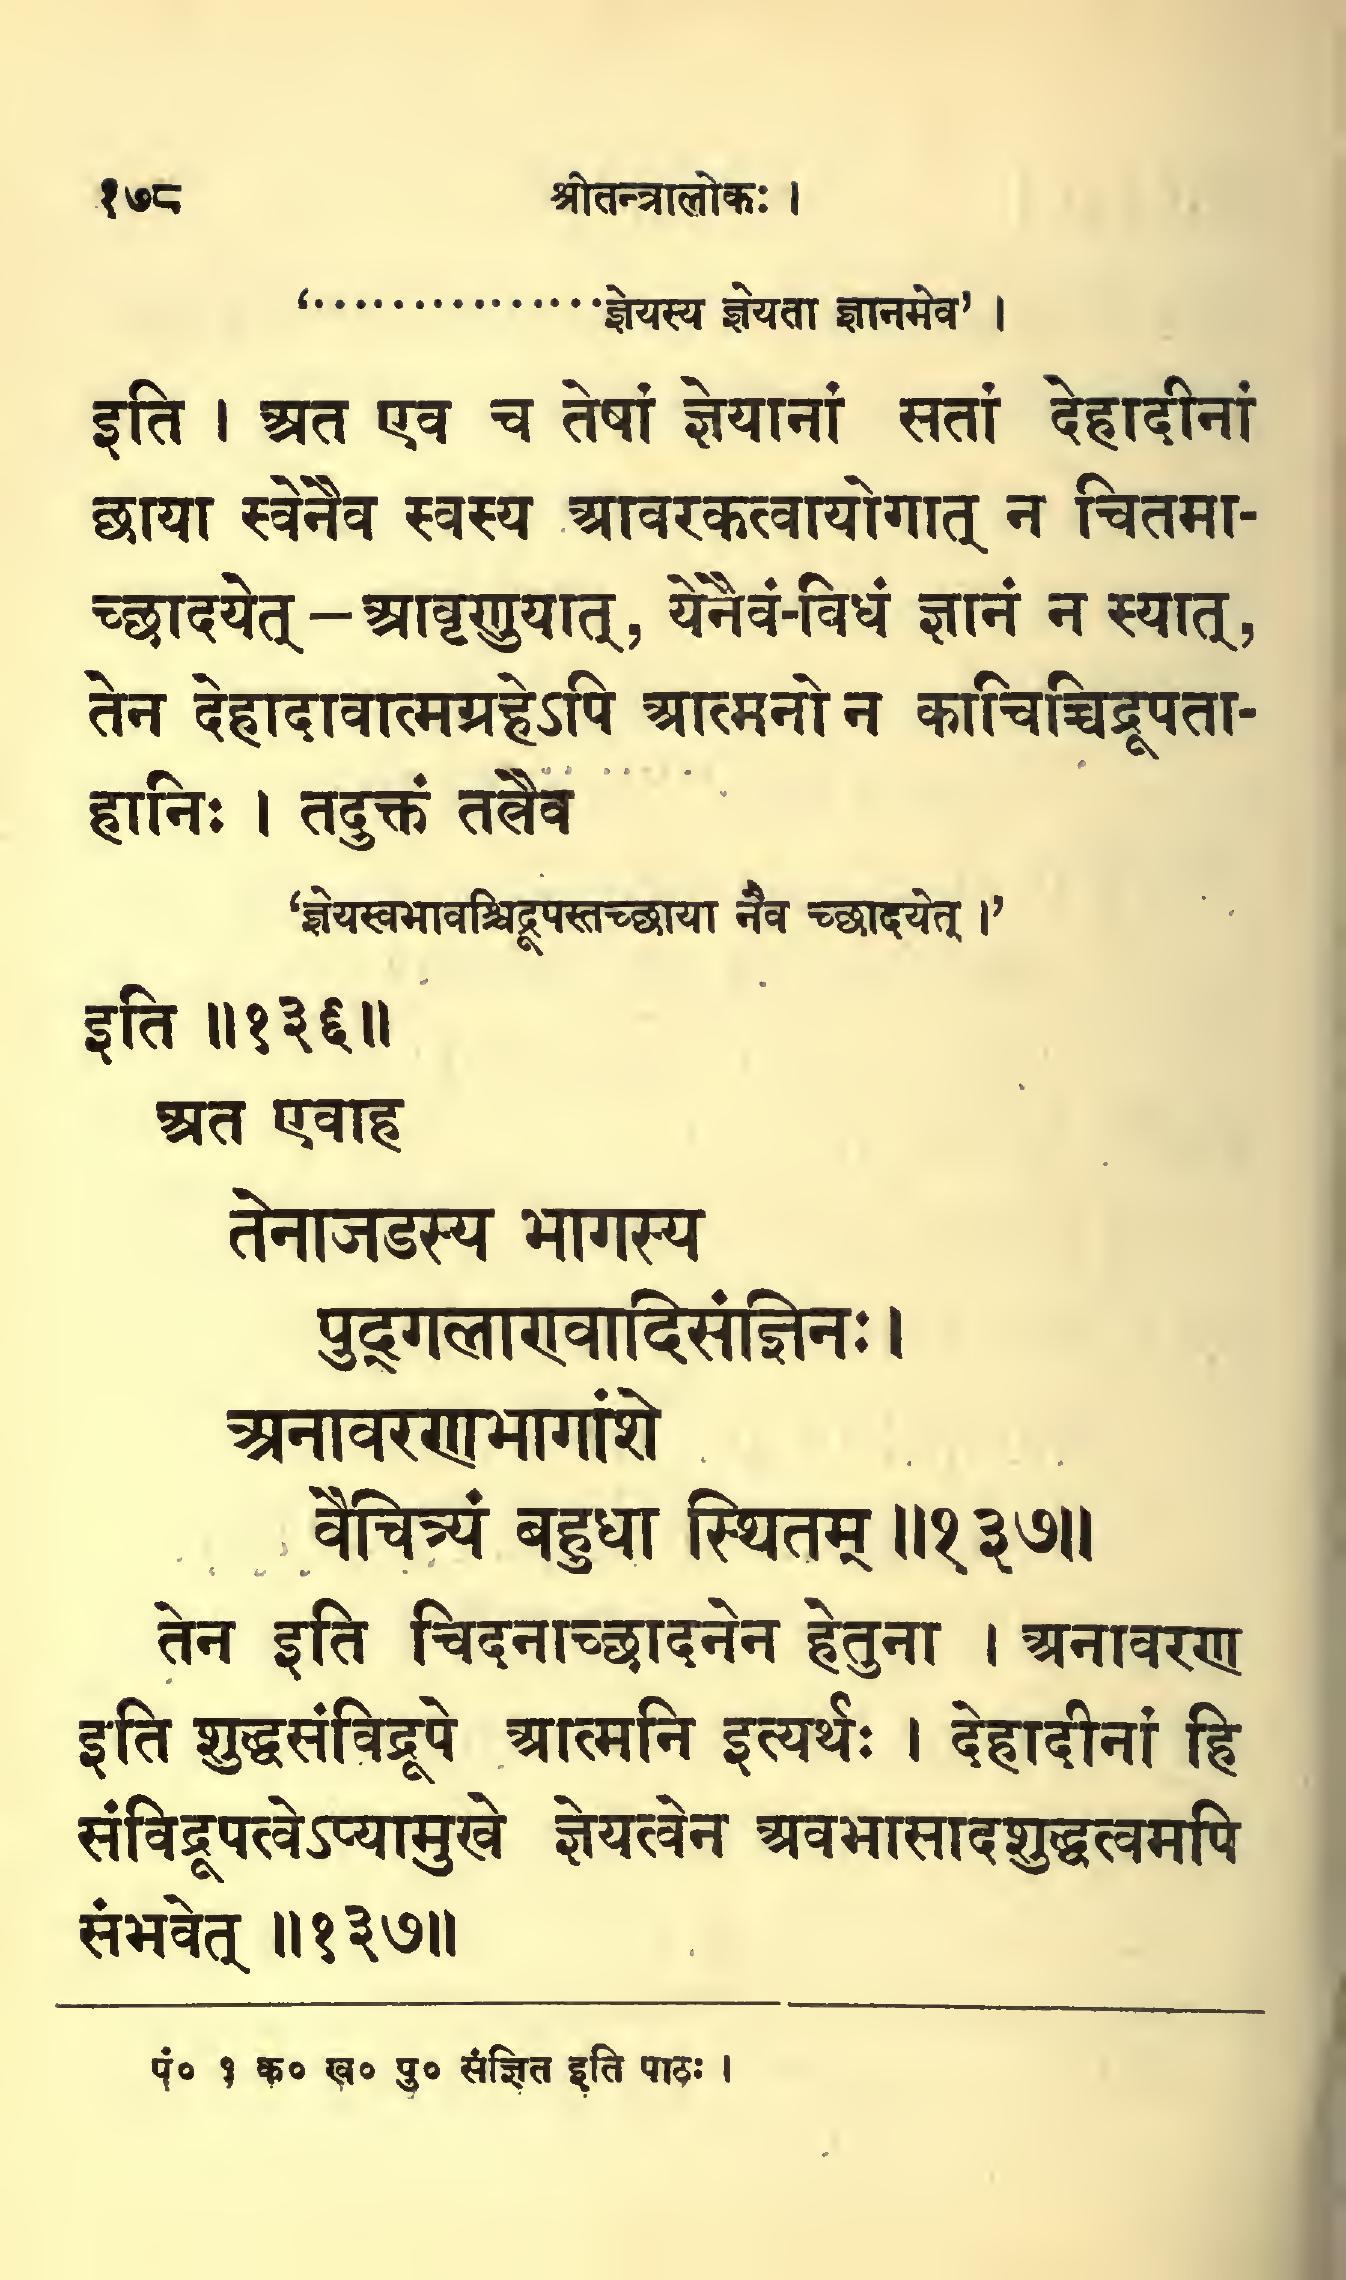 १७८ श्रीतन्त्रालोकः ।
‘················ज्ञेयस्य ज्ञेयता ज्ञानमेव’ ।
इति । अत एव च तेषां ज्ञेयानां सतां देहादीनां
छाया स्वेनैव स्वस्य आवरकत्वायोगात् न चितमा-
च्छादयेत् — आवृणुयात्, येनैवं-विधं ज्ञानं न स्यात्,
तेन देहादावात्मग्रहेऽपि आत्मनो न काचिच्चिद्रूपता-
हानिः । तदुक्तं तत्रैव
‘ज्ञेयस्वभावश्चिद्रूपस्तच्छाया नैव च्छादयेत् ।’
इति ॥१३६॥
अत एवाह
तेनाजडस्य भागस्य
पुद्गलाण्वादिसंज्ञिनः ।
अनावरणभागांशे
वैचित्र्यं बहुधा स्थितम् ॥१३७॥
तेन इति चिदनाच्छादनेन हेतुना । अनावरण
इति शुद्धसंविद्रूपे आत्मनि इत्यर्थः । देहादीनां हि
संविद्रूपत्वेऽप्यामुखे ज्ञेयत्वेन अवभासादशुद्धत्वमपि
संभवेत् ॥१३७॥
पं० १ क० ख० पु० संज्ञित इति पाठः ।